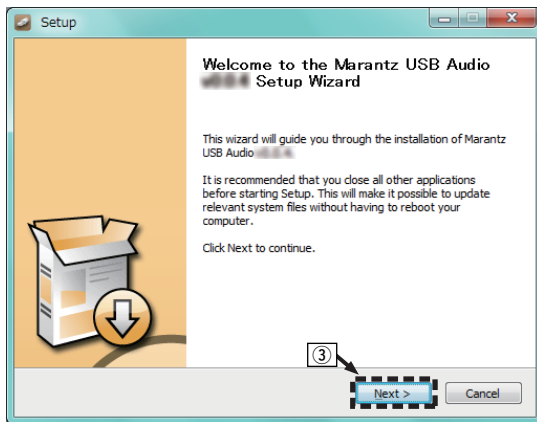 Setup
Welcome to the Marantz USB Audio
Setup Wizard
This wizard will guide you through the installation of Marantz
USB Audio
It is recommended that you close all other applications
before starting Setup. This will make it possible to update
relevant system files without having to reboot your
computer.
Click Next to continue.
③
Next >
Cancel